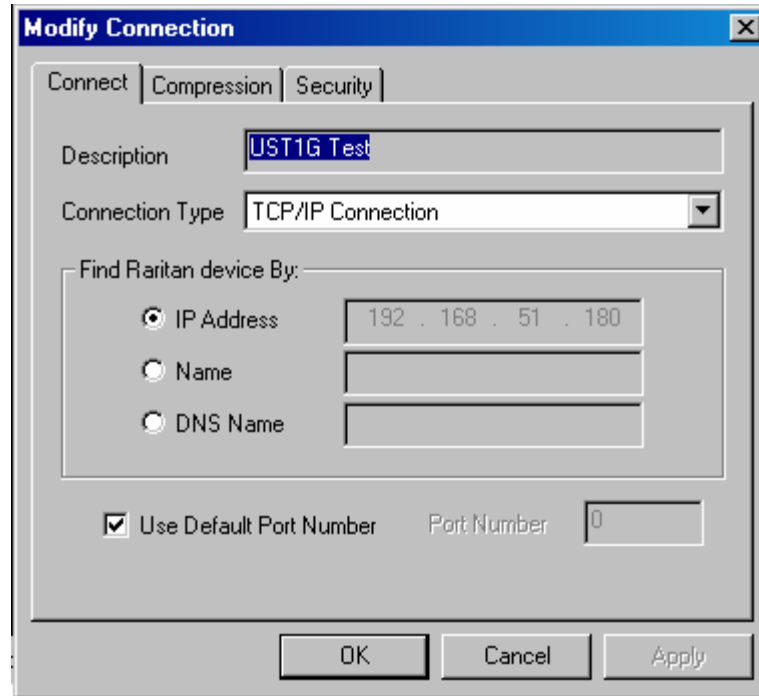 Modify Connection
Connect Compression Security
Description UST1G Test
Connection Type TCP/IP Connection
Find Raritan device By:
IP Address 192 . 168 . 51 . 180
Name
DNS Name
Use Default Port Number Port Number 0
OK Cancel Apply